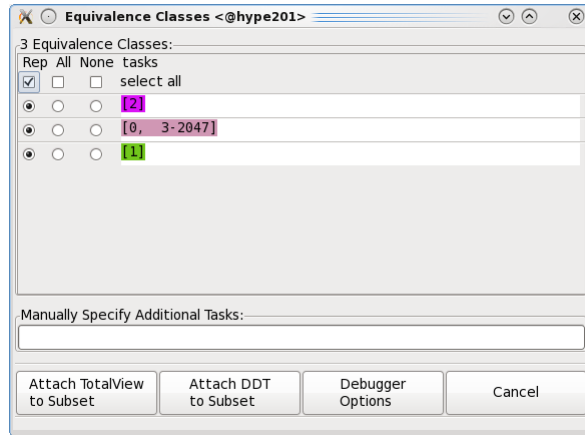 Equivalence Classes <@hype201>
3 Equivalence Classes:
Rep All None tasks
select all
[2]
[0, 3-2047]
[1]
Manually Specify Additional Tasks:
Attach TotalView to Subset
Attach DDT to Subset
Debugger Options
Cancel